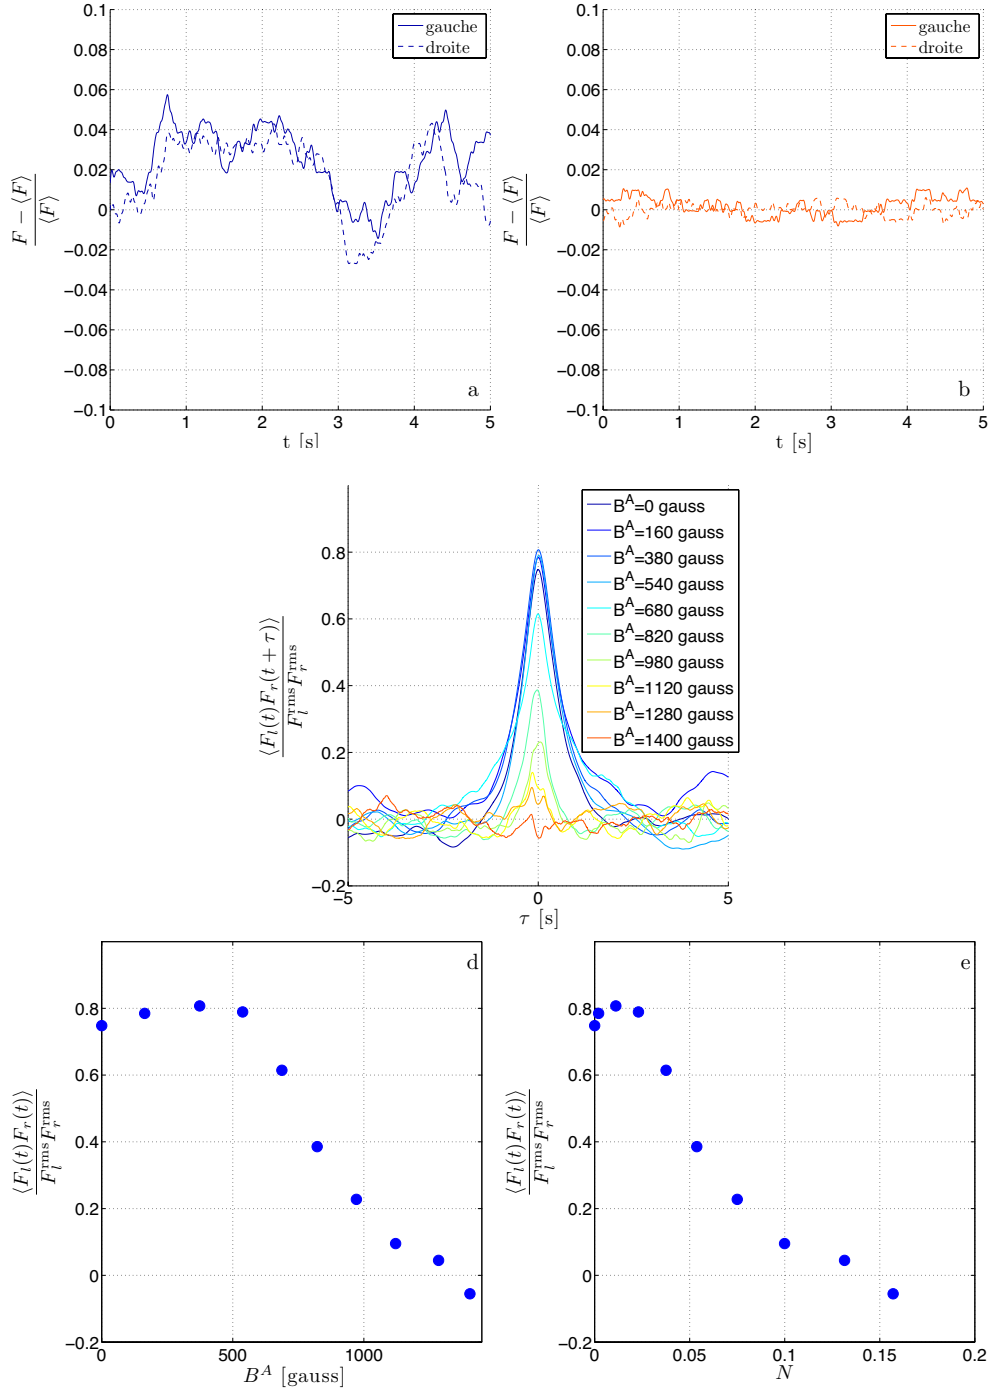 0.1
0.08
0.06
0.04
0.02
0
−0.02
−0.04
−0.06
−0.08
−0.1
F − ⟨F⟩
⟨F⟩
gauche
droite
a
0 1 2 3 4 5
t [s]
0.1
0.08
0.06
0.04
0.02
0
−0.02
−0.04
−0.06
−0.08
−0.1
F − ⟨F⟩
⟨F⟩
gauche
droite
b
0 1 2 3 4 5
t [s]
0.8
0.6
0.4
0.2
0
−0.2
⟨F_l(t)F_r(t + τ)⟩
F_l^rms F_r^rms
B^A=0 gauss
B^A=160 gauss
B^A=380 gauss
B^A=540 gauss
B^A=680 gauss
B^A=820 gauss
B^A=980 gauss
B^A=1120 gauss
B^A=1280 gauss
B^A=1400 gauss
−5 0 5
τ [s]
d
0.8
0.6
0.4
0.2
0
−0.2
⟨F_l(t)F_r(t)⟩
F_l^rms F_r^rms
0 500 1000
B^A [gauss]
e
0.8
0.6
0.4
0.2
0
−0.2
⟨F_l(t)F_r(t)⟩
F_l^rms F_r^rms
0 0.05 0.1 0.15 0.2
N